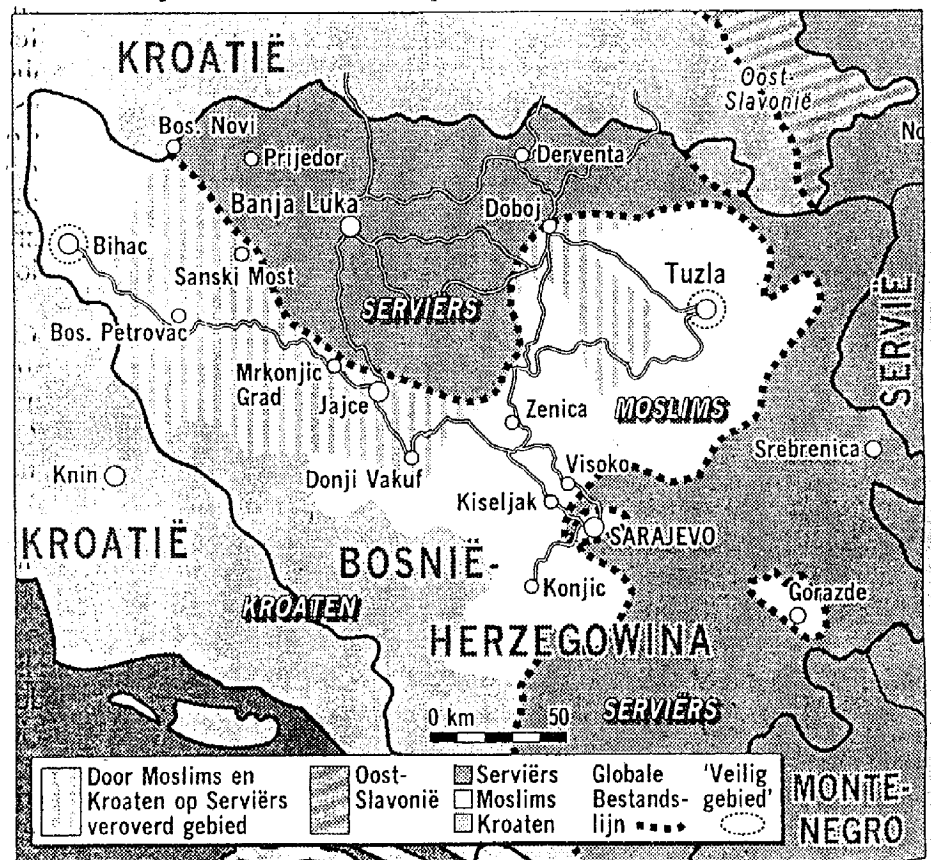 KROATIË
Oost-
Slavonië
Bos. Novi
Prijedor
Derventa
Banja Luka
Doboj
Bihac
Sanski Most
Tuzla
SERVIË
SERVIËRS
Bos. Petrovac
Mrkonjic
Grad
Jajce
Zenica
MOSLIMS
Srebrenica
Knin
Donji Vakuf
Visoko
Kiseljak
KROATIË
SARAJEVO
BOSNIË-
Konjic
Gorazde
KROATEN
HERZEGOWINA
0 km 50
SERVIËRS
MONTE-
NEGRO
Door Moslims en
Kroaten op Serviërs
veroverd gebied
Oost-
Slavonië
Serviërs
Moslims
Kroaten
Globale
Bestands-
lijn
'Veilig
gebied'